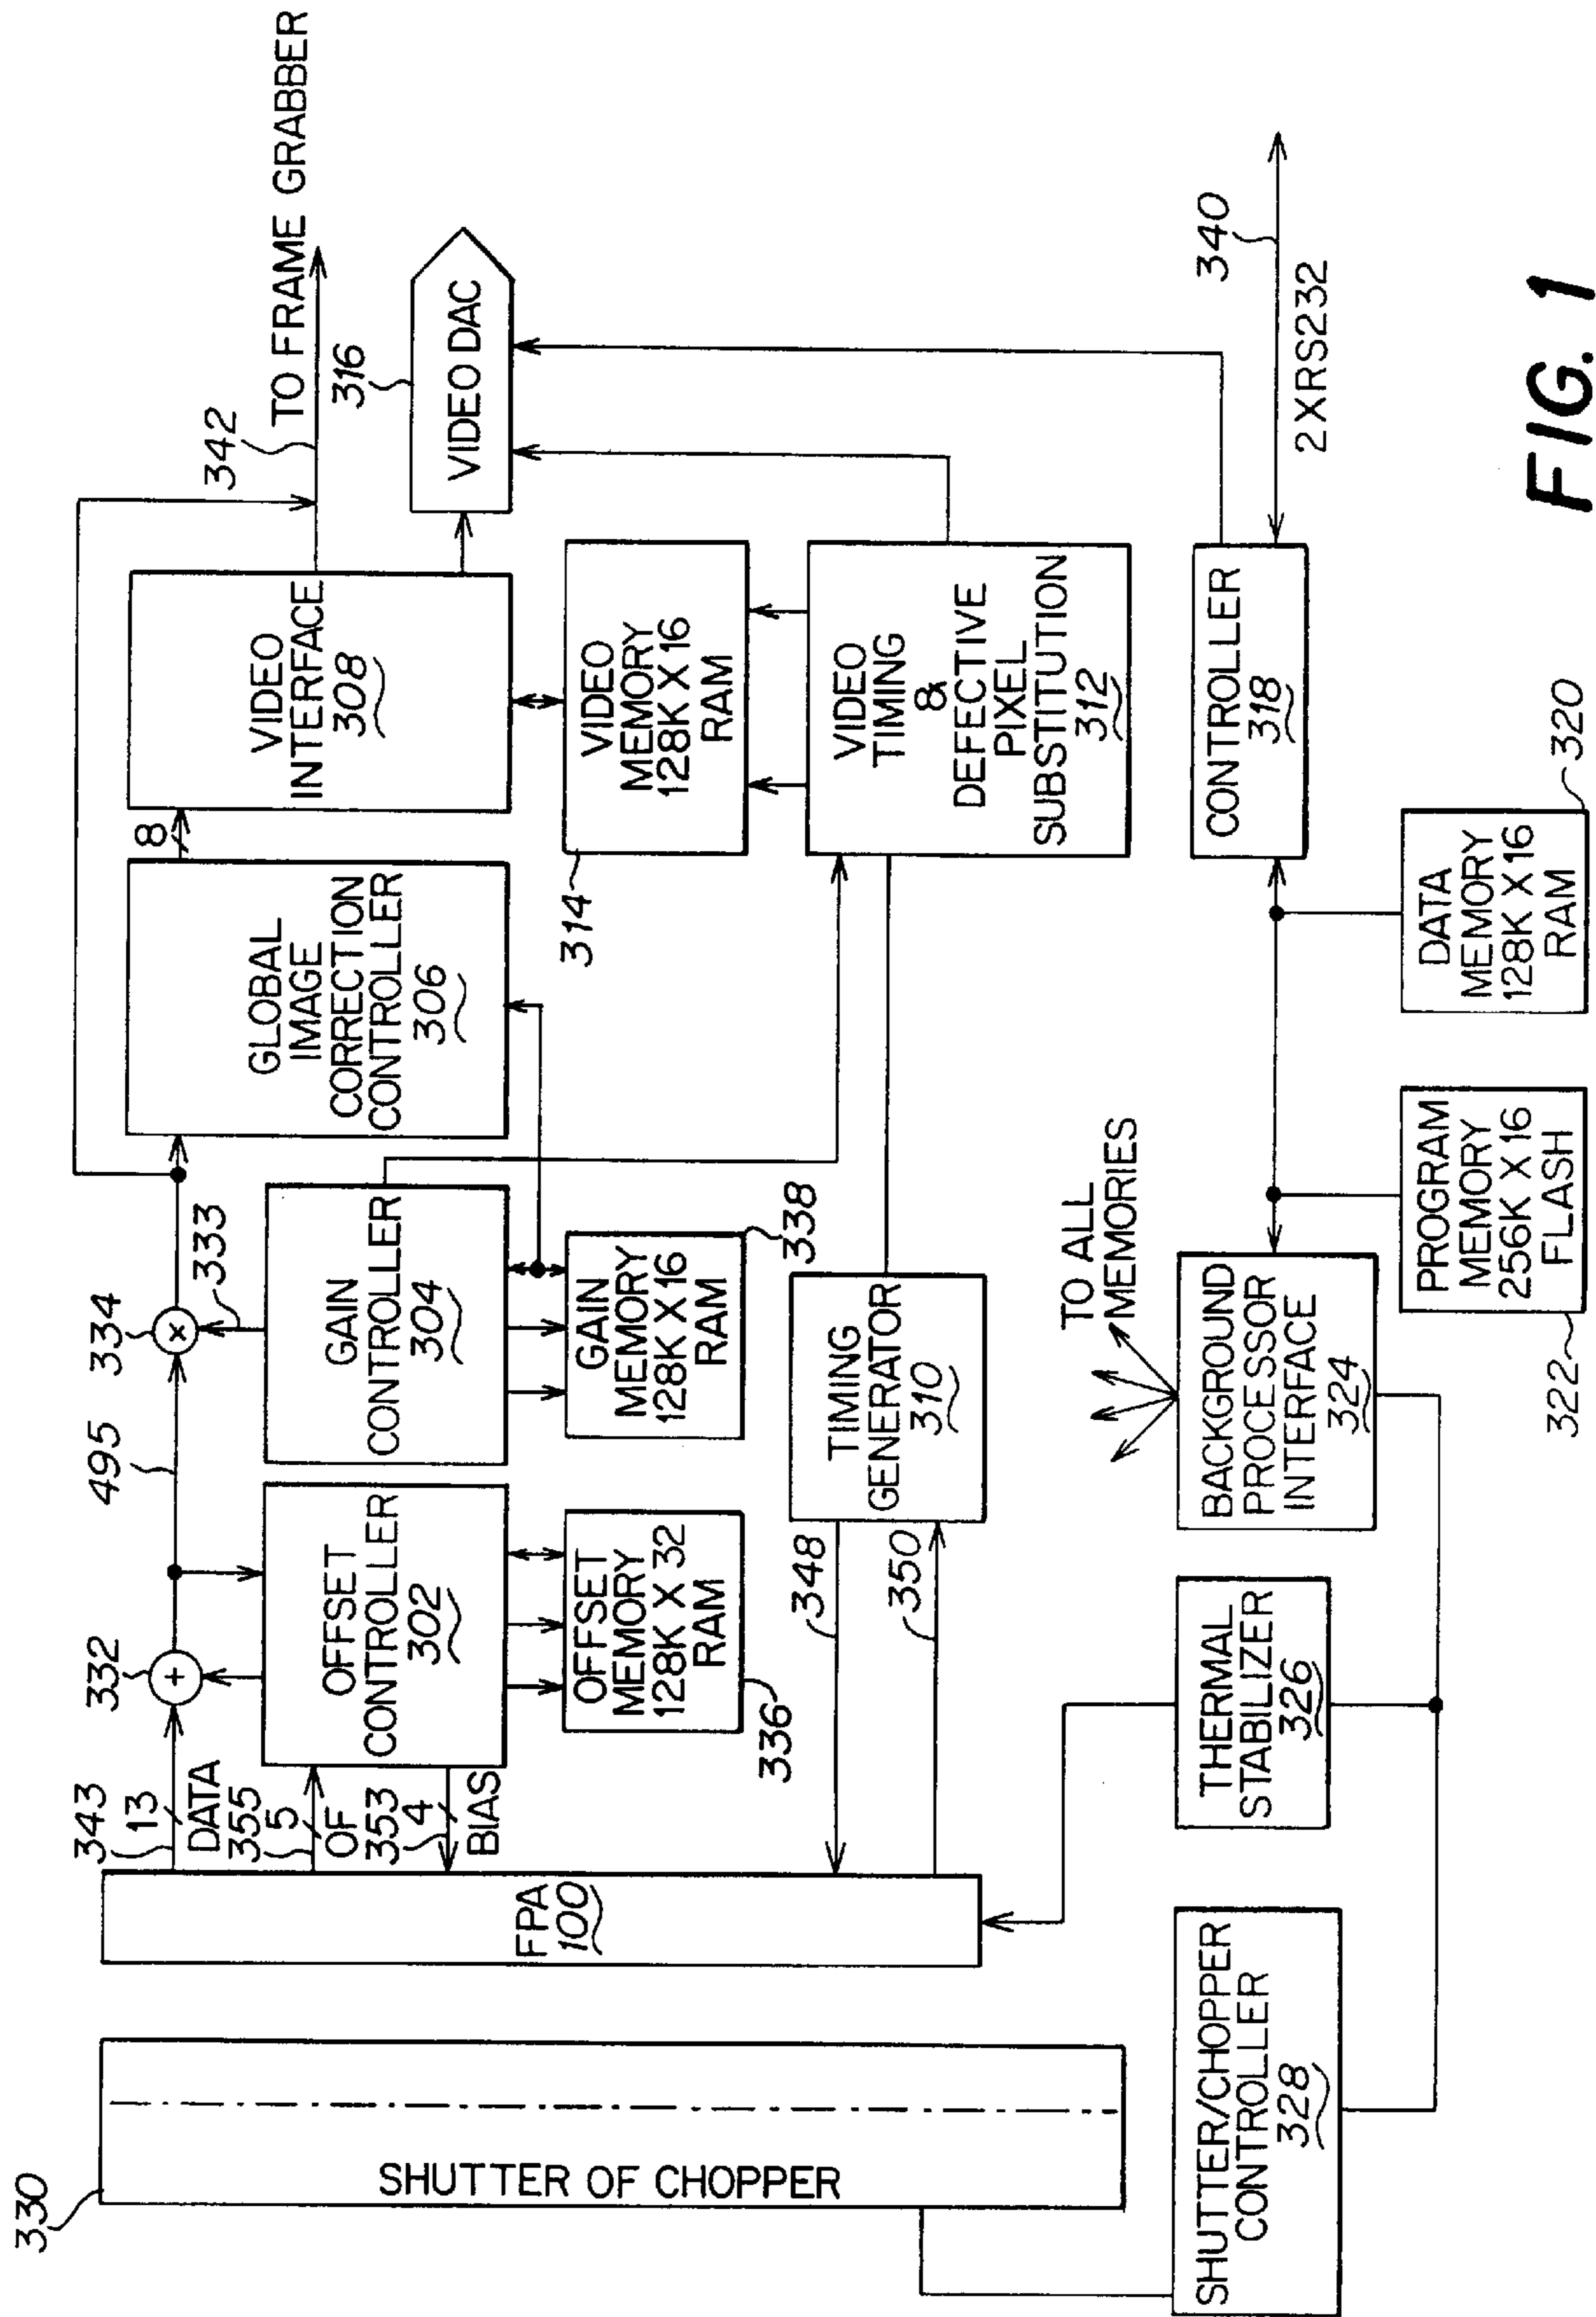 330
SHUTTER OF CHOPPER
SHUTTER/CHOPPER
CONTROLLER
328
FPA
100
343
13
DATA
355
5
OF
353
4
BIAS
332
+
OFFSET
CONTROLLER
302
OFFSET
MEMORY
128K X 32
RAM
336
495
334
x
333
GAIN
CONTROLLER
304
GAIN
MEMORY
128K X 16
RAM
338
GLOBAL
IMAGE
CORRECTION
CONTROLLER
306
8
VIDEO
INTERFACE
308
342
TO FRAME GRABBER
316
VIDEO DAC
VIDEO
MEMORY
128K X 16
RAM
314
VIDEO
TIMING
&
DEFECTIVE
PIXEL
SUBSTITUTION
312
348
350
TIMING
GENERATOR
310
THERMAL
STABILIZER
326
TO ALL
MEMORIES
BACKGROUND
PROCESSOR
INTERFACE
324
CONTROLLER
318
340
2XRS232
PROGRAM
MEMORY
256K X 16
FLASH
322
DATA
MEMORY
128K X 16
RAM
320
FIG. 1